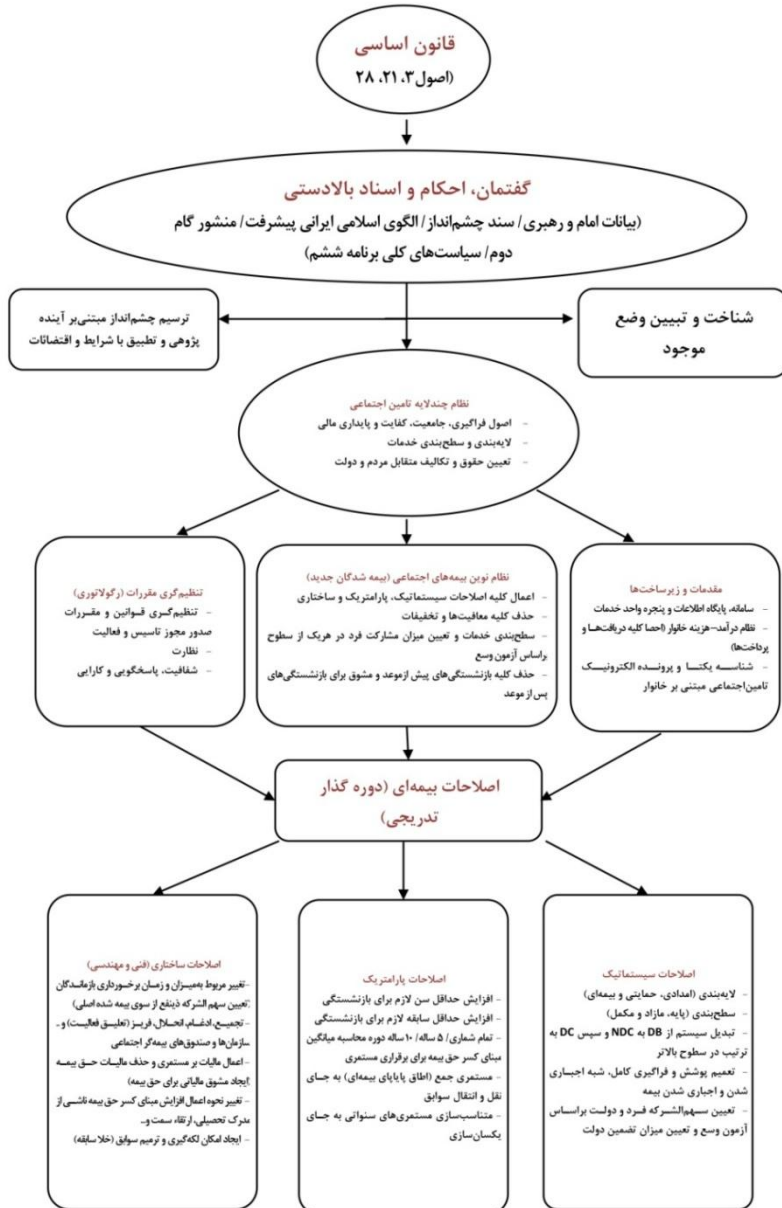 قانون اساسی
(اصول۳، ۲۱، ۲۸
گفتمان، احکام و اسناد بالادستی
(بیانات امام و رهبری/ سند چشم‌انداز/ الگوی اسلامی ایرانی پیشرفت/ منشور گام
دوم/ سیاست‌های کلی برنامه ششم)
شناخت و تبیین وضع
موجود
ترسیم چشم‌انداز مبتنی‌بر آینده
پژوهی و تطبیق با شرایط و اقتضائات
نظام چندلایه تامین اجتماعی
- اصول فراگیری، جامعیت، کفایت و پایداری مالی
- لایه‌بندی و سطح‌بندی خدمات
- تعیین حقوق و تکالیف متقابل مردم و دولت
مقدمات و زیرساخت‌ها
- سامانه، پایگاه اطلاعات و پنجره واحد خدمات
- نظام درآمد-هزینه خانوار (احصا کلیه دریافت‌ها و
پرداخت‌ها)
- شناسه یکتا و پرونده الکترونیک
تامین‌اجتماعی مبتنی بر خانوار
نظام نوین بیمه‌های اجتماعی (بیمه شدگان جدید)
- اعمال کلیه اصلاحات سیستماتیک، پارامتریک و ساختاری
- حذف کلیه معافیت‌ها و تخفیفات
- سطح‌بندی خدمات و تعیین میزان مشارکت فرد در هریک از سطوح
براساس آزمون وسع
- حذف کلیه بازنشستگی‌های پیش ازموعد و مشوق برای بازنشستگی‌های
پس از موعد
تنظیم‌گری مقررات (رگولاتوری)
- تنظیم‌گری قوانین و مقررات
صدور مجوز تاسیس و فعالیت
- نظارت
- شفافیت، پاسخگویی و کارایی
اصلاحات بیمه‌ای (دوره گذار
تدریجی)
اصلاحات سیستماتیک
- لایه‌بندی (امدادی، حمایتی و بیمه‌ای)
- سطح‌بندی (پایه، مازاد و مکمل)
- تبدیل سیستم از DB به NDC و سپس DC به
ترتیب در سطوح بالاتر
- تعمیم پوشش و فراگیری کامل، شبه اجباری
شدن و اجباری شدن بیمه
- تعیین سهم‌الشرکه فرد و دولت براساس
آزمون وسع و تعیین میزان تضمین دولت
اصلاحات پارامتریک
- افزایش حداقل سن لازم برای بازنشستگی
- افزایش حداقل سابقه لازم برای بازنشستگی
- تمام شماری/ ۵ ساله/ ۱۰ ساله دوره محاسبه میانگین
مبنای کسر حق بیمه برای برقراری مستمری
- مستمری جمع (اطاق پایاپای بیمه‌ای) به جای
نقل و انتقال سوابق
- متناسب‌سازی مستمری‌های سنواتی به جای
یکسان‌سازی
اصلاحات ساختاری (فنی و مهندسی)
- تغییر مربوط به‌میزان و زمان برخورداری بازماندگان
(تعیین سهم الشرکه ذینفع از سوی بیمه شده اصلی)
- تجمیع، ادغام، انحلال، فریز (تعلیق فعالیت) و..
سازمان‌ها و صندوق‌های بیمه‌گر اجتماعی
- اعمال مالیات بر مستمری و حذف مالیات حق بیمه
(ایجاد مشوق مالیاتی برای حق بیمه)
- تغییر نحوه اعمال افزایش مبنای کسر حق بیمه ناشی از
مدرک تحصیلی، ارتقاء سمت و..
- ایجاد امکان لکه‌گیری و ترمیم سوابق (خلا سابقه)